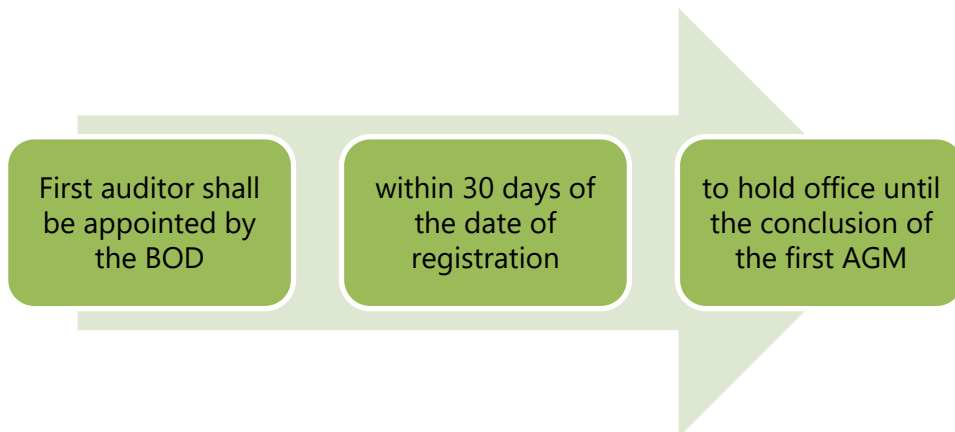 First auditor shall
be appointed by
the BOD
within 30 days of
the date of
registration
to hold office until
the conclusion of
the first AGM